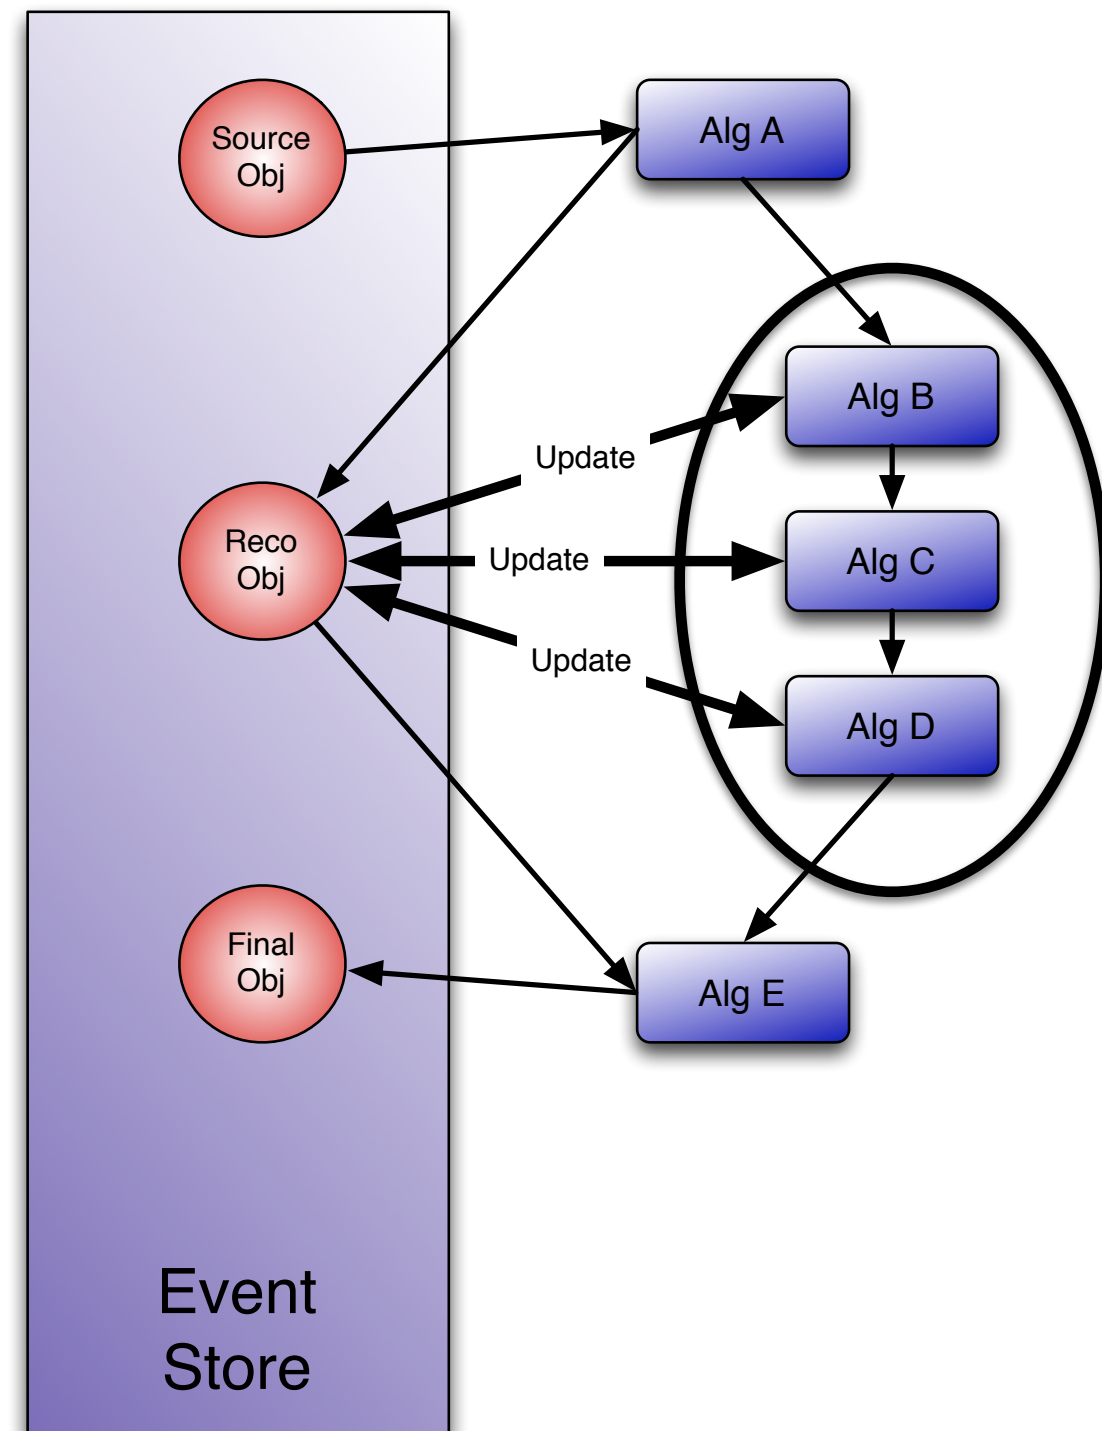 Source
Obj
Alg A
Alg B
Update
Reco
Obj
Update
Alg C
Update
Alg D
Final
Obj
Alg E
Event
Store